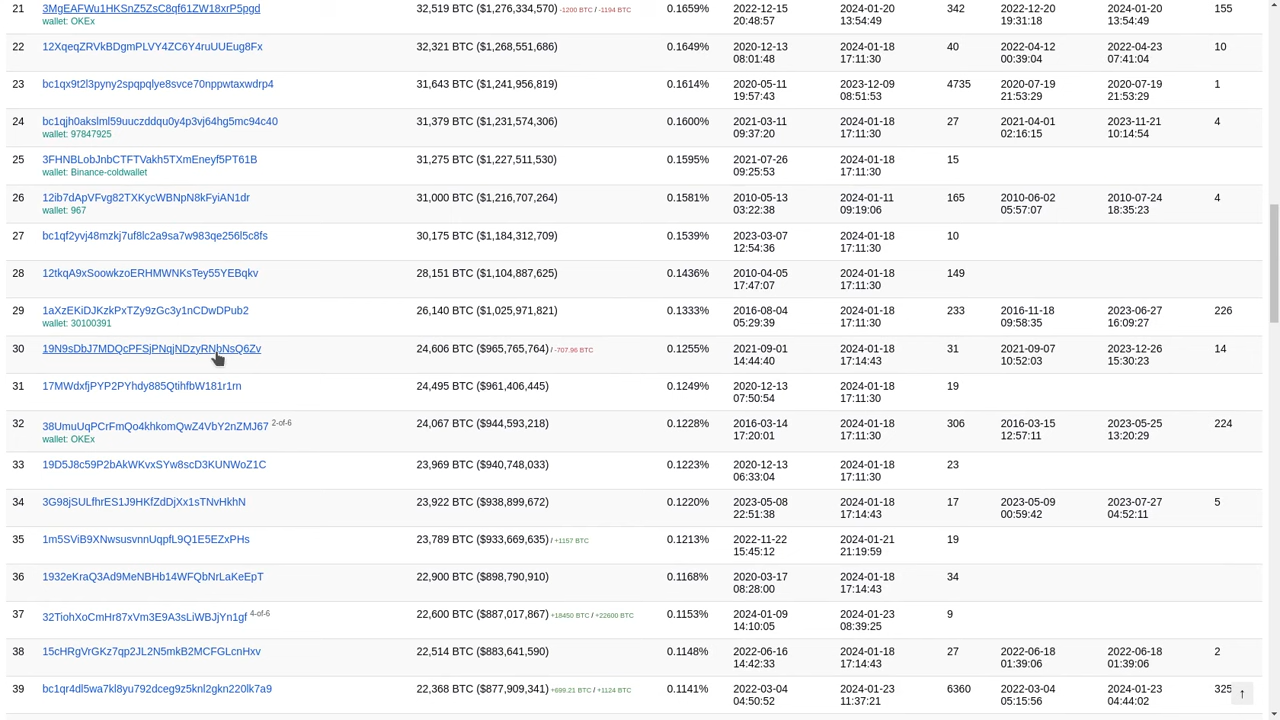 21 3MgEAFWu1HKSnZ5ZsC8qf61ZW18xrP5pgd 32,519 BTC ($1,276,334,570) -1200 BTC / -1194 BTC 0.1659% 2022-12-15 2024-01-20 342 2022-12-20 2024-01-20 155
wallet: OKEx 20:48:57 13:54:49 19:31:18 13:54:49
22 12XqeqZRVkBDgmPLVY4ZC6Y4ruUUEug8Fx 32,321 BTC ($1,268,551,686) 0.1649% 2020-12-13 2024-01-18 40 2022-04-12 2022-04-23 10
08:01:48 17:11:30 00:39:04 07:41:04
23 bc1qx9t2l3pyny2spqpqlye8svce70nppwtaxwdrp4 31,643 BTC ($1,241,956,819) 0.1614% 2020-05-11 2023-12-09 4735 2020-07-19 2020-07-19 1
19:57:43 08:51:53 21:53:29 21:53:29
24 bc1qjh0akslml59uuczddqu0y4p3vj64hg5mc94c40 31,379 BTC ($1,231,574,306) 0.1600% 2021-03-11 2024-01-18 27 2021-04-01 2023-11-21 4
wallet: 97847925 09:37:20 17:11:30 02:16:15 10:14:54
25 3FHNBLobJnbCTFTVakh5TXmEneyf5PT61B 31,275 BTC ($1,227,511,530) 0.1595% 2021-07-26 2024-01-18 15
wallet: Binance-coldwallet 09:25:53 17:11:30
26 12ib7dApVFvg82TXKycWBNpN8kFyiAN1dr 31,000 BTC ($1,216,707,264) 0.1581% 2010-05-13 2024-01-11 165 2010-06-02 2010-07-24 4
wallet: 967 03:22:38 09:19:06 05:57:07 18:35:23
27 bc1qf2yvj48mzkj7uf8lc2a9sa7w983qe256l5c8fs 30,175 BTC ($1,184,312,709) 0.1539% 2023-03-07 2024-01-18 10
12:54:36 17:11:30
28 12tkqA9xSoowkzoERHMWNKsTey55YEBqkv 28,151 BTC ($1,104,887,625) 0.1436% 2010-04-05 2024-01-18 149
17:47:07 17:11:30
29 1aXzEKiDJKzkPxTZy9zGc3y1nCDwDPub2 26,140 BTC ($1,025,971,821) 0.1333% 2016-08-04 2024-01-18 233 2016-11-18 2023-06-27 226
wallet: 30100391 05:29:39 17:11:30 09:58:35 16:09:27
30 19N9sDbJ7MDQcPFSjPNqjNDzyRNbNsQ6Zv 24,606 BTC ($965,765,764) / -707.96 BTC 0.1255% 2021-09-01 2024-01-18 31 2021-09-07 2023-12-26 14
14:44:40 17:14:43 10:52:03 15:30:23
31 17MWdxfjPYP2PYhdy885QtihfbW181r1rn 24,495 BTC ($961,406,445) 0.1249% 2020-12-13 2024-01-18 19
07:50:54 17:11:30
32 38UmuUqPCrFmQo4khkomQwZ4VbY2nZMJ67 2-of-6 24,067 BTC ($944,593,218) 0.1228% 2016-03-14 2024-01-18 306 2016-03-15 2023-05-25 224
wallet: OKEx 17:20:01 17:11:30 12:57:11 13:20:29
33 19D5J8c59P2bAkWKvxSYw8scD3KUNWoZ1C 23,969 BTC ($940,748,033) 0.1223% 2020-12-13 2024-01-18 23
06:33:04 17:11:30
34 3G98jSULfhrES1J9HKfZdDjXx1sTNvHkhN 23,922 BTC ($938,899,672) 0.1220% 2023-05-08 2024-01-18 17 2023-05-09 2023-07-27 5
22:51:38 17:14:43 00:59:42 04:52:11
35 1m5SViB9XNwsusvnnUqpfL9Q1E5EZxPHs 23,789 BTC ($933,669,635) / +1157 BTC 0.1213% 2022-11-22 2024-01-21 19
15:45:12 21:19:59
36 1932eKraQ3Ad9MeNBHb14WFQbNrLaKeEpT 22,900 BTC ($898,790,910) 0.1168% 2020-03-17 2024-01-18 34
08:28:00 17:14:43
37 32TiohXoCmHr87xVm3E9A3sLiWBJjYn1gf 4-of-6 22,600 BTC ($887,017,867) +18450 BTC / +22600 BTC 0.1153% 2024-01-09 2024-01-23 9
14:10:05 08:39:25
38 15cHRgVrGKz7qp2JL2N5mkB2MCFGLcnHxv 22,514 BTC ($883,641,590) 0.1148% 2022-06-16 2024-01-18 27 2022-06-18 2022-06-18 2
14:42:33 17:14:43 01:39:06 01:39:06
39 bc1qr4dl5wa7kl8yu792dceg9z5knl2gkn220lk7a9 22,368 BTC ($877,909,341) +699.21 BTC / +1124 BTC 0.1141% 2022-03-04 2024-01-23 6360 2022-03-04 2024-01-23 325
04:50:52 11:37:21 05:15:56 04:44:02